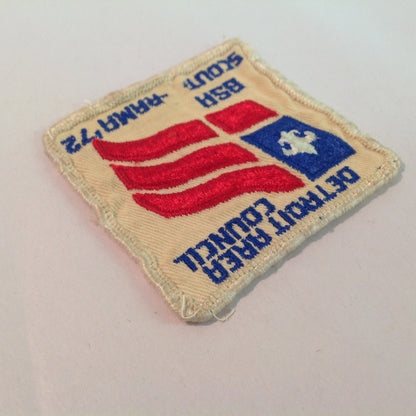 BSA
SCOUT-
-RAMA '72
DETROIT AREA
COUNCIL